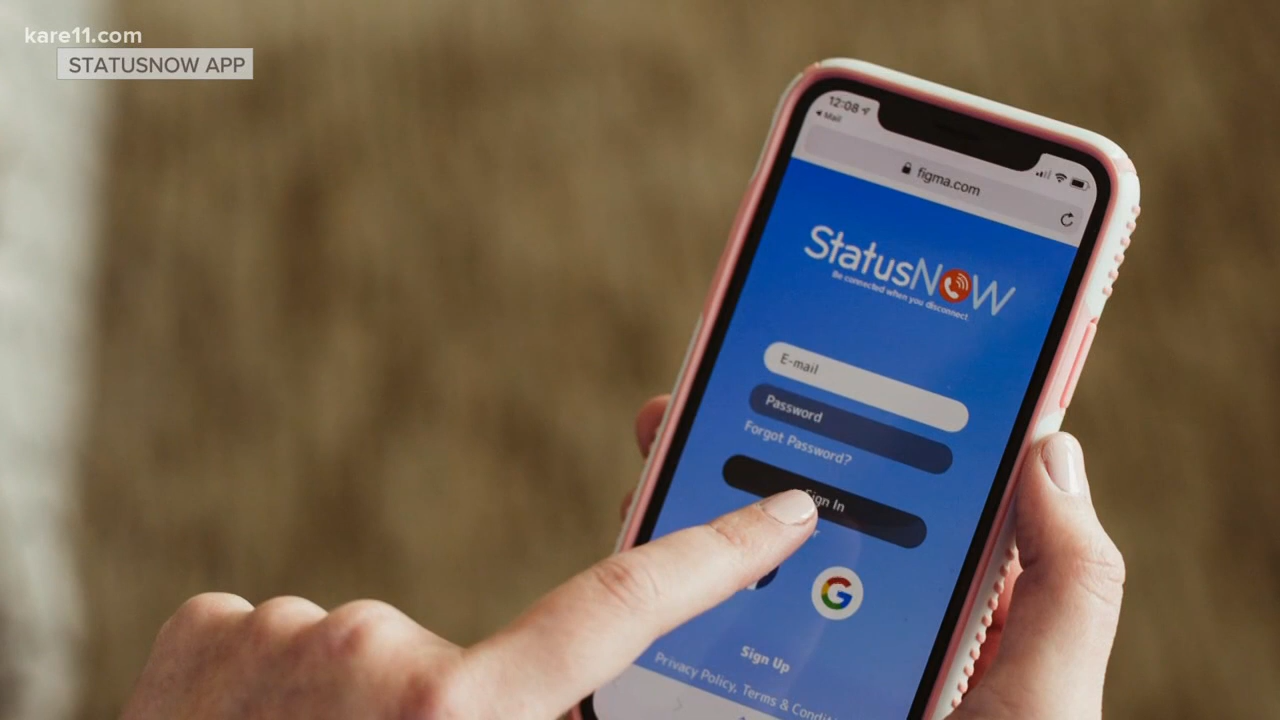 kare11.com
STATUSNOW APP
12:08
Mail
figma.com
StatusNOW
Be connected when you disconnect.
E-mail
Password
Forgot Password?
Sign In
G
Sign Up
Privacy Policy, Terms &